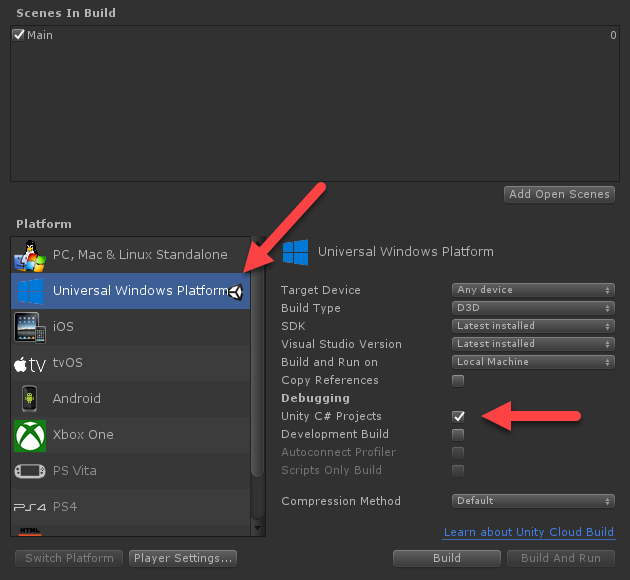 Scenes In Build
Main 0
Add Open Scenes
Platform
PC, Mac & Linux Standalone
Universal Windows Platform
iOS
tv tvOS
Android
Xbox One
PS Vita
PS4 PS4
HTML
Universal Windows Platform
Target Device Any device
Build Type D3D
SDK Latest installed
Visual Studio Version Latest installed
Build and Run on Local Machine
Copy References
Debugging
Unity C# Projects
Development Build
Autoconnect Profiler
Scripts Only Build
Compression Method Default
Learn about Unity Cloud Build
Switch Platform Player Settings... Build Build And Run